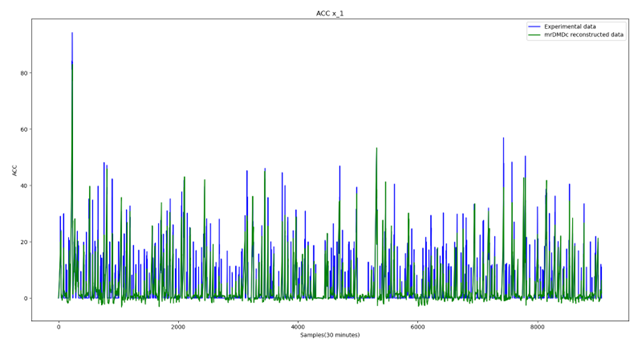 ACC x_1
Experimental data
mrDMDc reconstructed data
80
60
40
20
0
ACC
0 2000 4000 6000 8000
Samples(30 minutes)